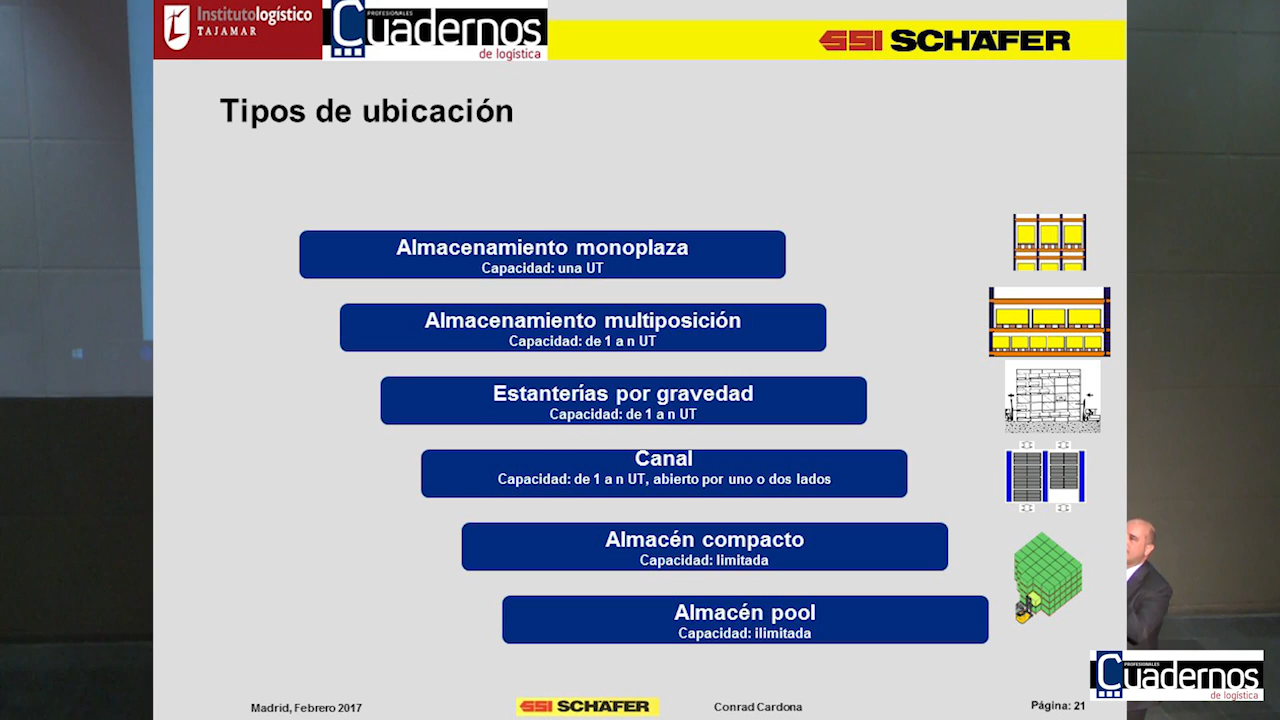 Instituto logístico
TAJAMAR
PROFESIONALES
Cuadernos
de logística
SSI SCHÄFER
Tipos de ubicación
Almacenamiento monoplaza
Capacidad: una UT
Almacenamiento multiposición
Capacidad: de 1 a n UT
Estanterías por gravedad
Capacidad: de 1 a n UT
Canal
Capacidad: de 1 a n UT, abierto por uno o dos lados
Almacén compacto
Capacidad: limitada
Almacén pool
Capacidad: ilimitada
PROFESIONALES
Cuadernos
de logística
Madrid, Febrero 2017
SSI SCHÄFER
Conrad Cardona
Página: 21